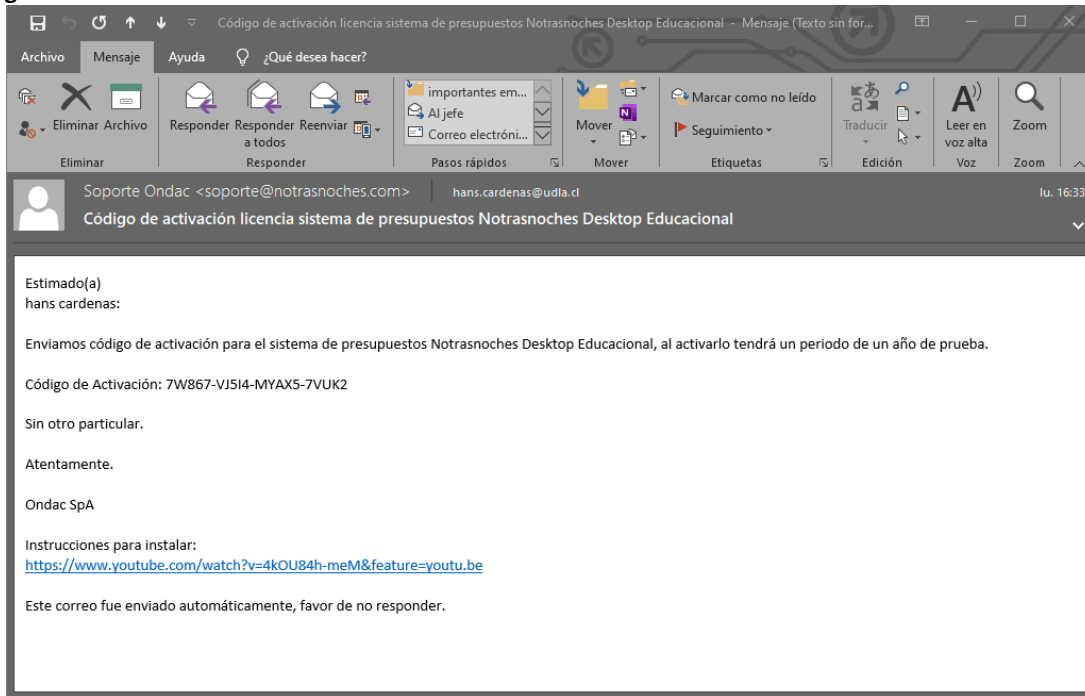 Código de activación licencia sistema de presupuestos Notrasnoches Desktop Educacional - Mensaje (Texto sin for...
Archivo Mensaje Ayuda ¿Qué desea hacer?
Eliminar Archivo
Responder Responder a todos Reenviar
importantes em...
Al jefe
Correo electróni...
Mover
Marcar como no leído
Seguimiento
Traducir
Leer en voz alta
Zoom
Eliminar Responder Pasos rápidos Mover Etiquetas Edición Voz Zoom
Soporte Ondac <soporte@notrasnoches.com> hans.cardenas@udla.cl lu. 16:33
Código de activación licencia sistema de presupuestos Notrasnoches Desktop Educacional
Estimado(a)
hans cardenas:
Enviamos código de activación para el sistema de presupuestos Notrasnoches Desktop Educacional, al activarlo tendrá un periodo de un año de prueba.
Código de Activación: 7W867-VJ5I4-MYAX5-7VUK2
Sin otro particular.
Atentamente.
Ondac SpA
Instrucciones para instalar:
https://www.youtube.com/watch?v=4kOU84h-meM&feature=youtu.be
Este correo fue enviado automáticamente, favor de no responder.